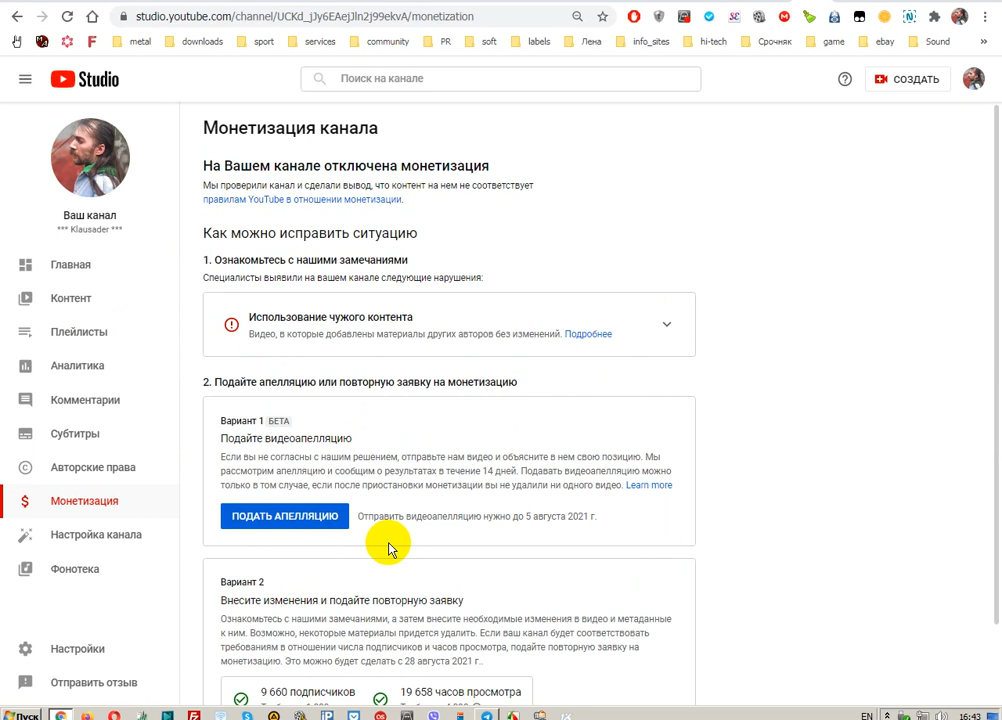 studio.youtube.com/channel/UCKd_jJy6EAejJln2j99ekvA/monetization
metal downloads sport services community PR soft labels Лена info_sites hi-tech Срочняк game ebay Sound »
Studio
Поиск на канале
СОЗДАТЬ
Ваш канал
*** Klausader ***
Главная
Контент
Плейлисты
Аналитика
Комментарии
Субтитры
Авторские права
Монетизация
Настройка канала
Фонотека
Настройки
Отправить отзыв
Монетизация канала
На Вашем канале отключена монетизация
Мы проверили канал и сделали вывод, что контент на нем не соответствует
правилам YouTube в отношении монетизации.
Как можно исправить ситуацию
1. Ознакомьтесь с нашими замечаниями
Специалисты выявили на вашем канале следующие нарушения:
Использование чужого контента
Видео, в которые добавлены материалы других авторов без изменений. Подробнее
2. Подайте апелляцию или повторную заявку на монетизацию
Вариант 1 БЕТА
Подайте видеоапелляцию
Если вы не согласны с нашим решением, отправьте нам видео и объясните в нем свою позицию. Мы
рассмотрим апелляцию и сообщим о результатах в течение 14 дней. Подавать видеоапелляцию можно
только в том случае, если после приостановки монетизации вы не удалили ни одного видео. Learn more
ПОДАТЬ АПЕЛЛЯЦИЮ Отправить видеоапелляцию нужно до 5 августа 2021 г.
Вариант 2
Внесите изменения и подайте повторную заявку
Ознакомьтесь с нашими замечаниями, а затем внесите необходимые изменения в видео и метаданные
к ним. Возможно, некоторые материалы придется удалить. Если ваш канал будет соответствовать
требованиям в отношении числа подписчиков и часов просмотра, подайте повторную заявку на
монетизацию. Это можно будет сделать с 28 августа 2021 г..
9 660 подписчиков 19 658 часов просмотра
Пуск EN 16:43